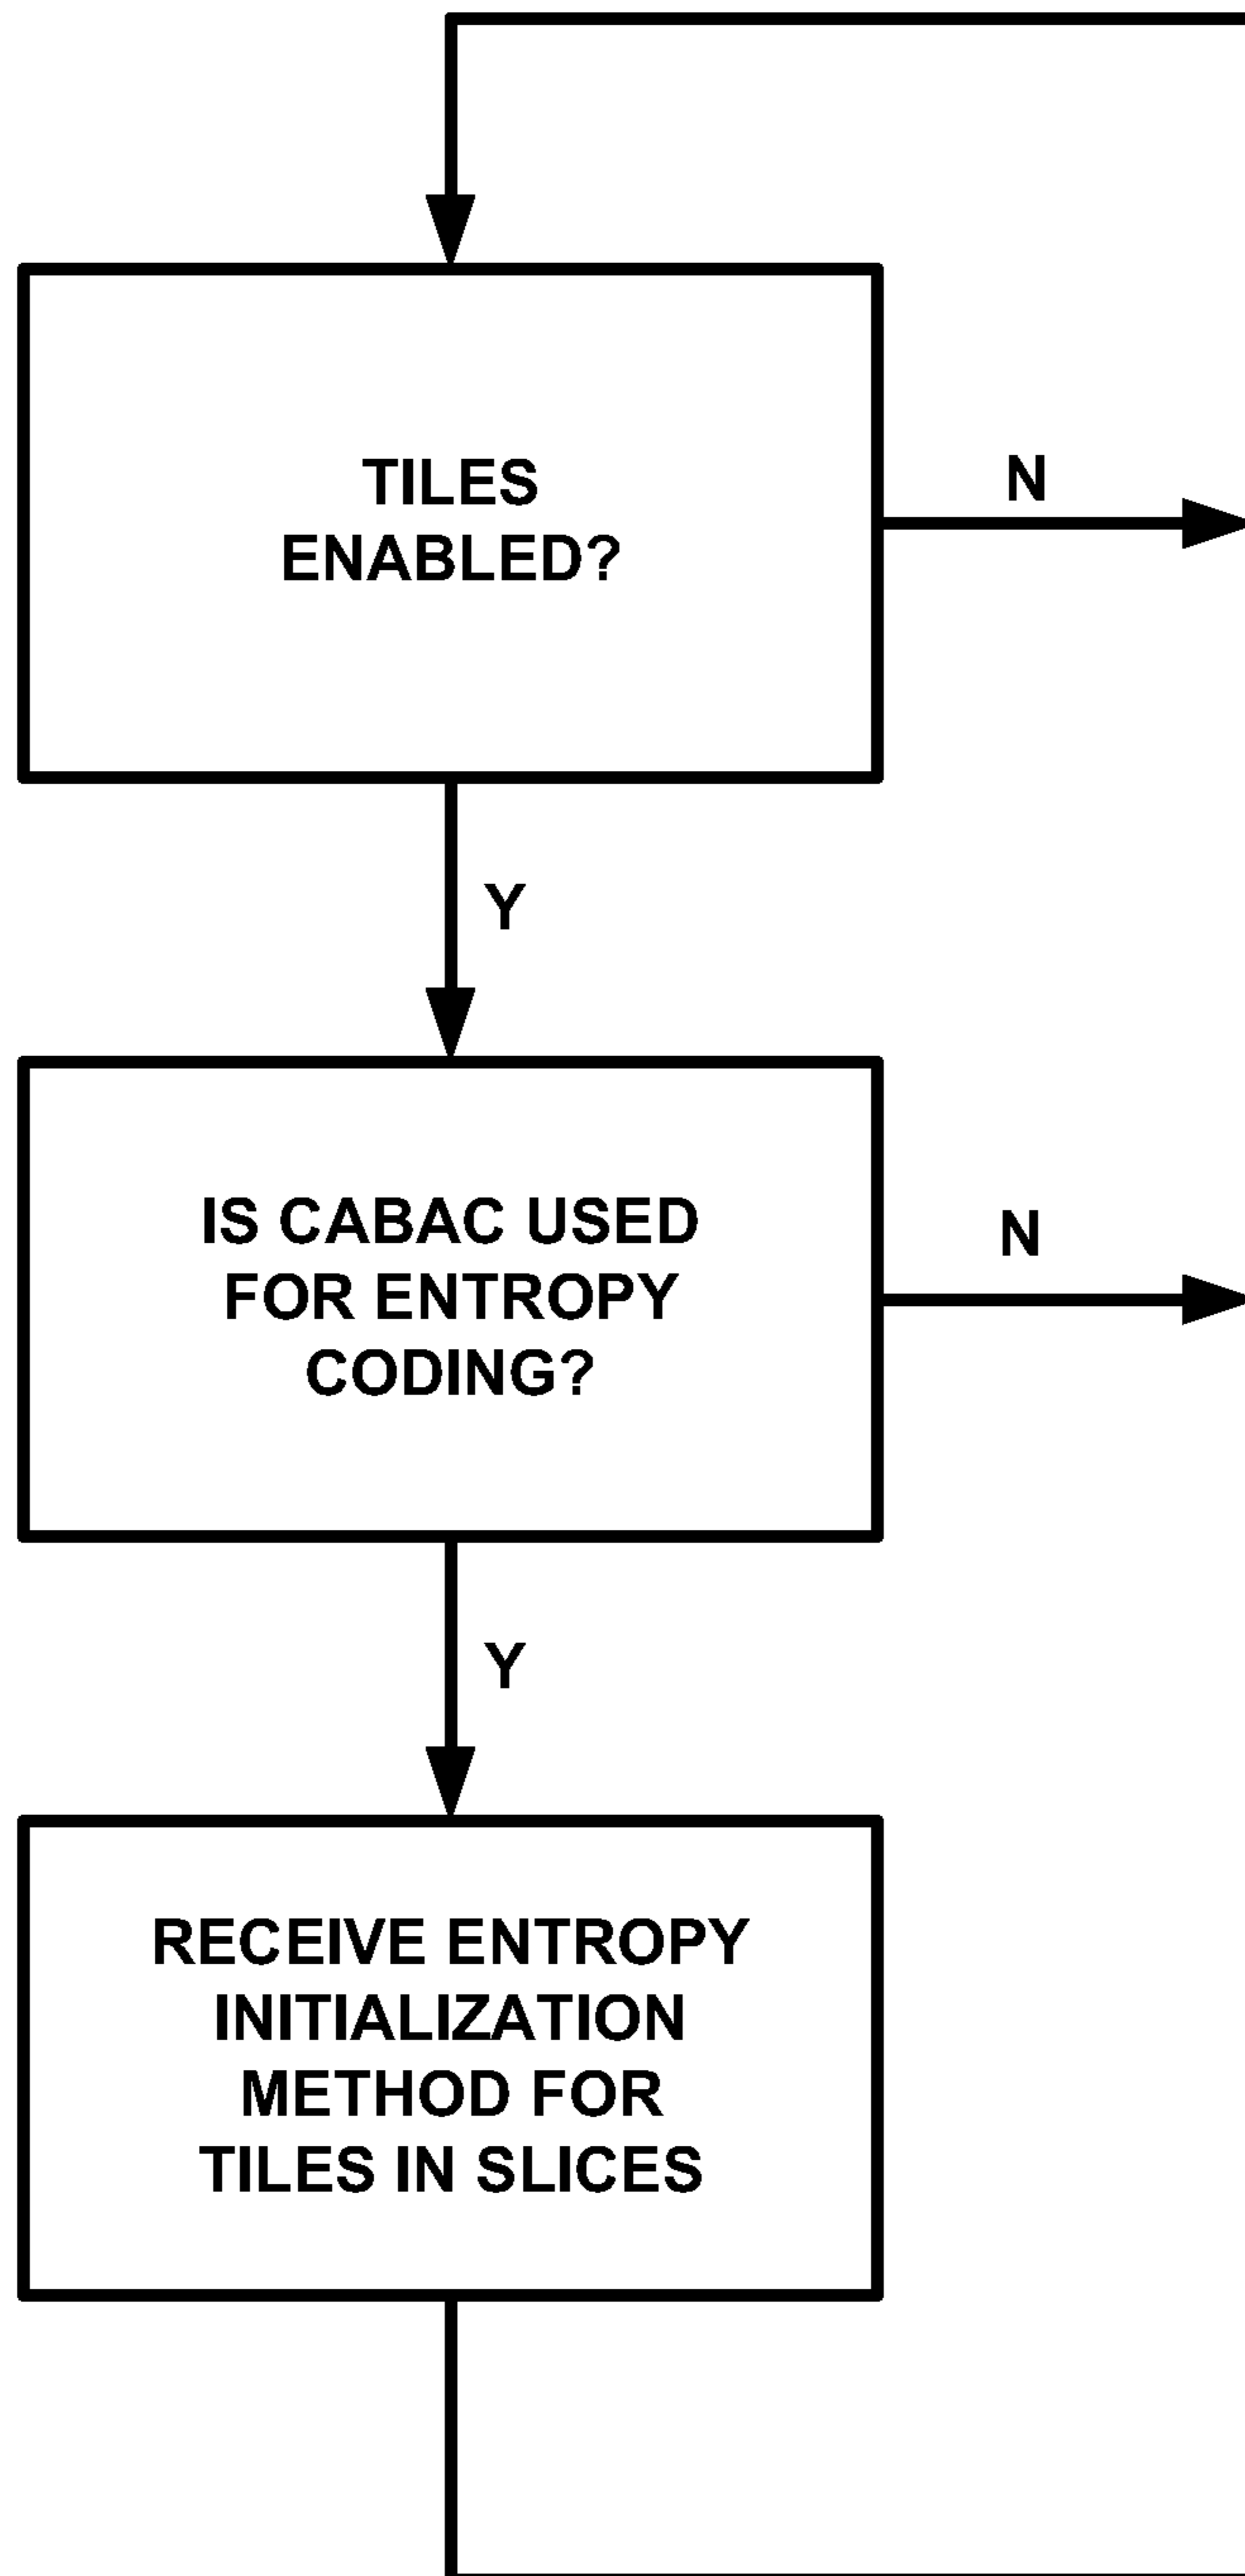 TILES
ENABLED?
N
Y
IS CABAC USED
FOR ENTROPY
CODING?
N
Y
RECEIVE ENTROPY
INITIALIZATION
METHOD FOR
TILES IN SLICES